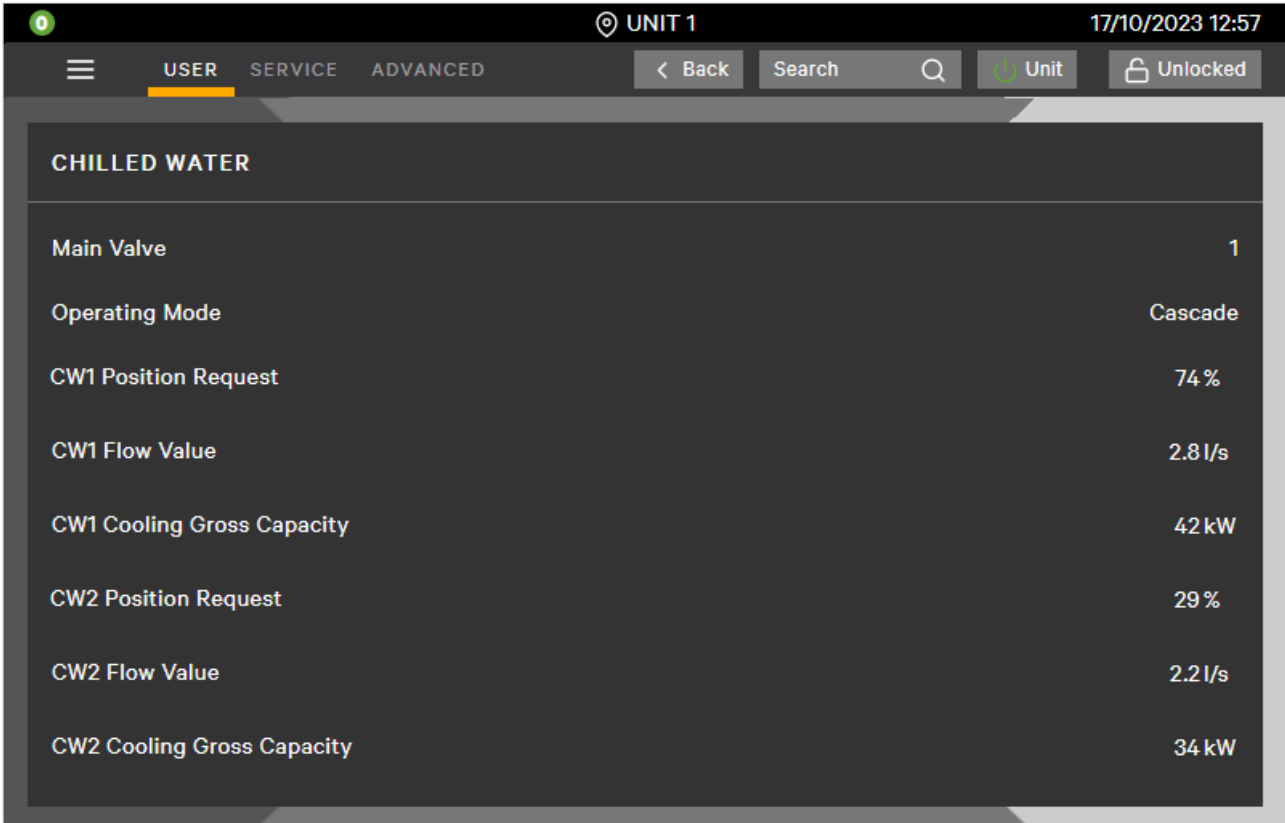 0 UNIT 1 17/10/2023 12:57
USER SERVICE ADVANCED Back Search Unit Unlocked
CHILLED WATER
Main Valve 1
Operating Mode Cascade
CW1 Position Request 74 %
CW1 Flow Value 2.8 l/s
CW1 Cooling Gross Capacity 42 kW
CW2 Position Request 29 %
CW2 Flow Value 2.2 l/s
CW2 Cooling Gross Capacity 34 kW